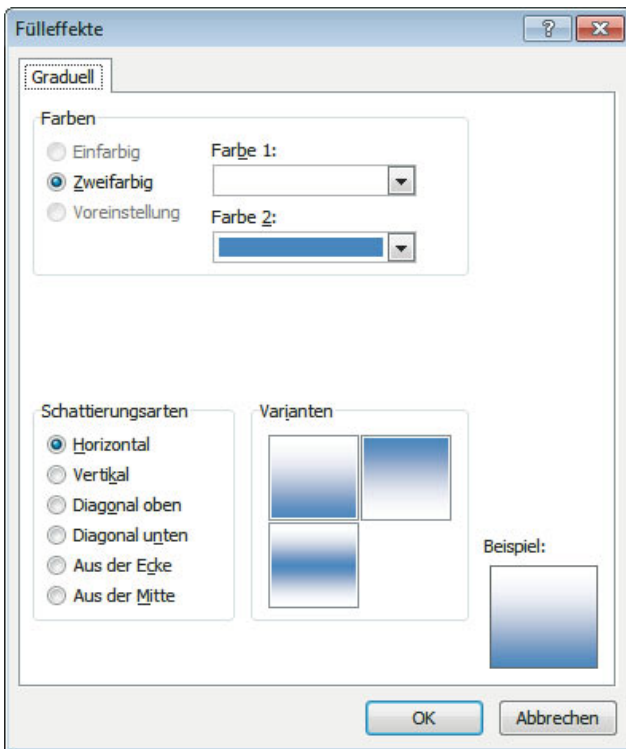 Fülleffekte
Graduell
Farben
Einfarbig
Zweifarbig
Voreinstellung
Farbe 1:
Farbe 2:
Schattierungsarten
Horizontal
Vertikal
Diagonal oben
Diagonal unten
Aus der Ecke
Aus der Mitte
Varianten
Beispiel:
OK
Abbrechen